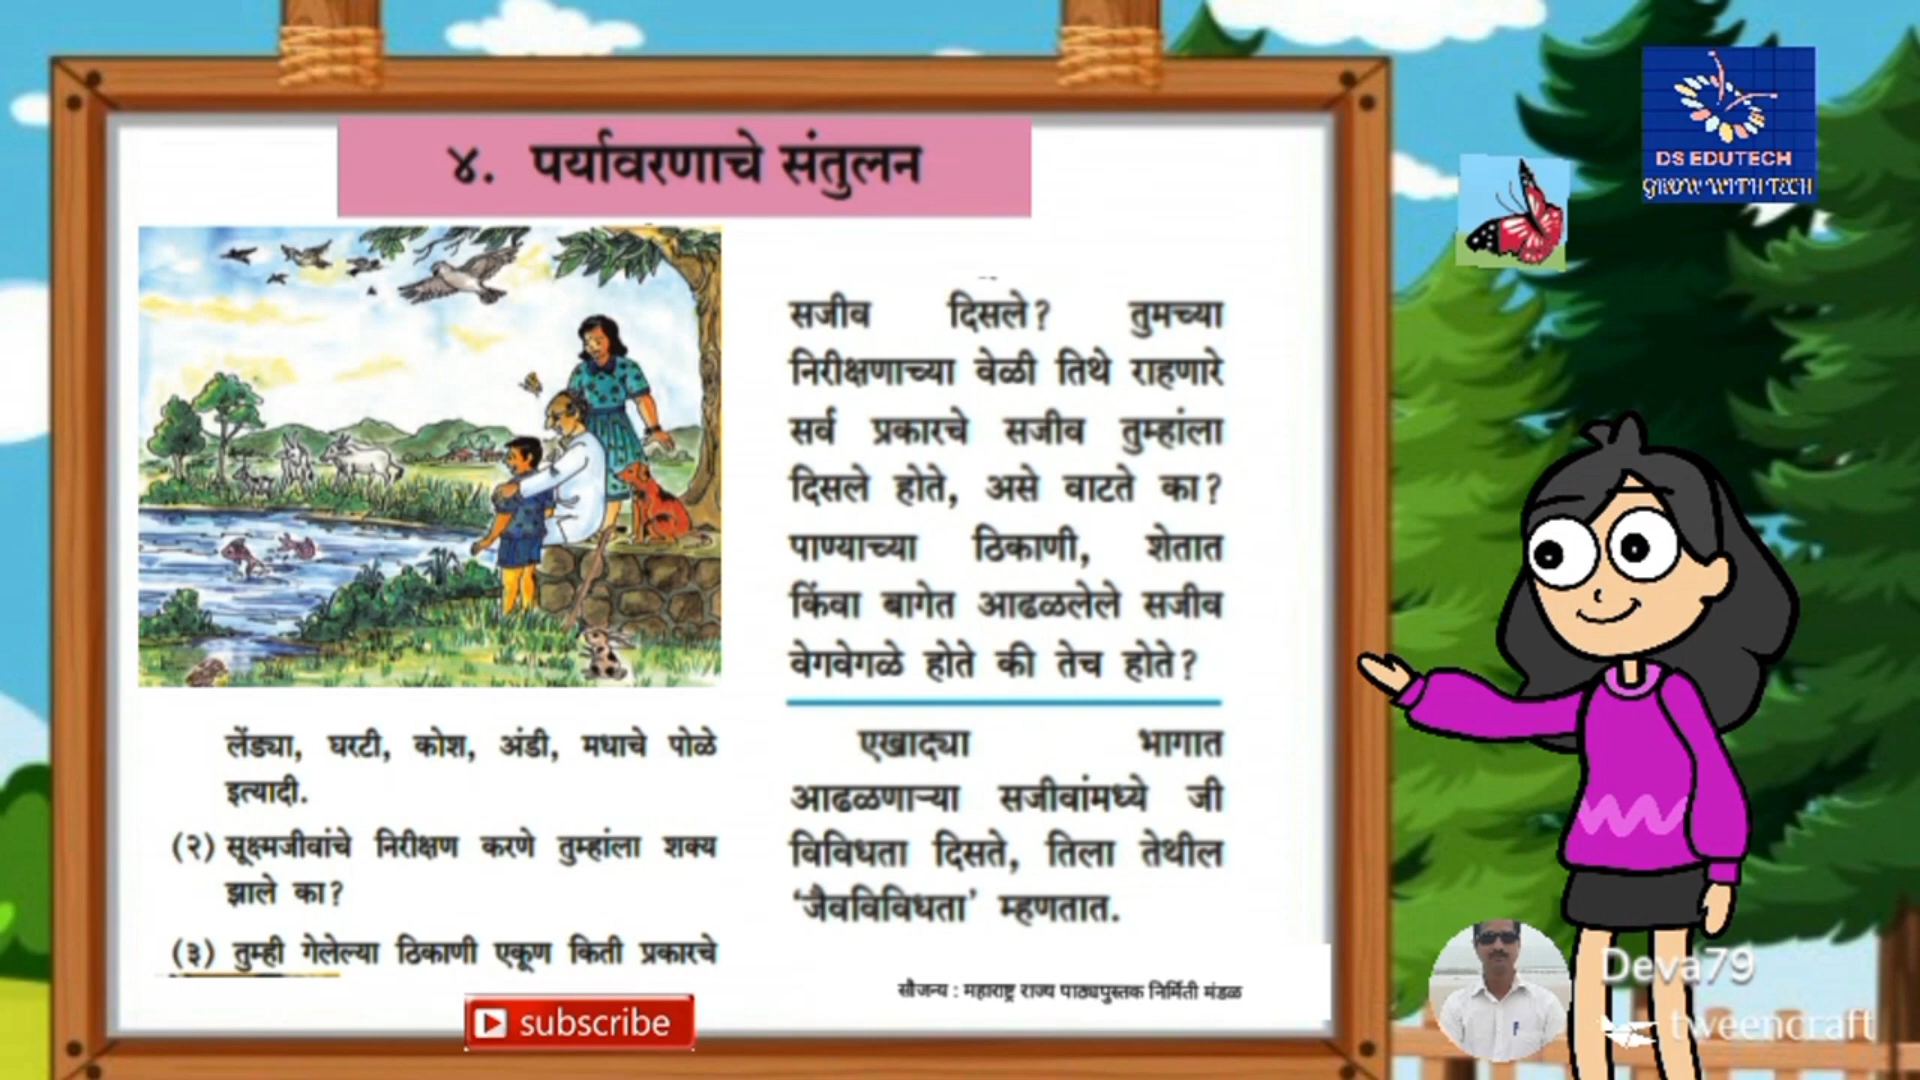 ४. पर्यावरणाचे संतुलन
लेंड्या, घरटी, कोश, अंडी, मधाचे पोळे
इत्यादी.
(२) सूक्ष्मजीवांचे निरीक्षण करणे तुम्हांला शक्य
झाले का?
(३) तुम्ही गेलेल्या ठिकाणी एकूण किती प्रकारचे
सजीव दिसले? तुमच्या
निरीक्षणाच्या वेळी तिथे राहणारे
सर्व प्रकारचे सजीव तुम्हांला
दिसले होते, असे वाटते का?
पाण्याच्या ठिकाणी, शेतात
किंवा बागेत आढळलेले सजीव
वेगवेगळे होते की तेच होते?
एखाद्या भागात
आढळणाऱ्या सजीवांमध्ये जी
विविधता दिसते, तिला तेथील
‘जैवविविधता’ म्हणतात.
सौजन्य : महाराष्ट्र राज्य पाठ्यपुस्तक निर्मिती मंडळ
subscribe
DS EDUTECH
GROW WITH TECH
Deva79
tweencraft